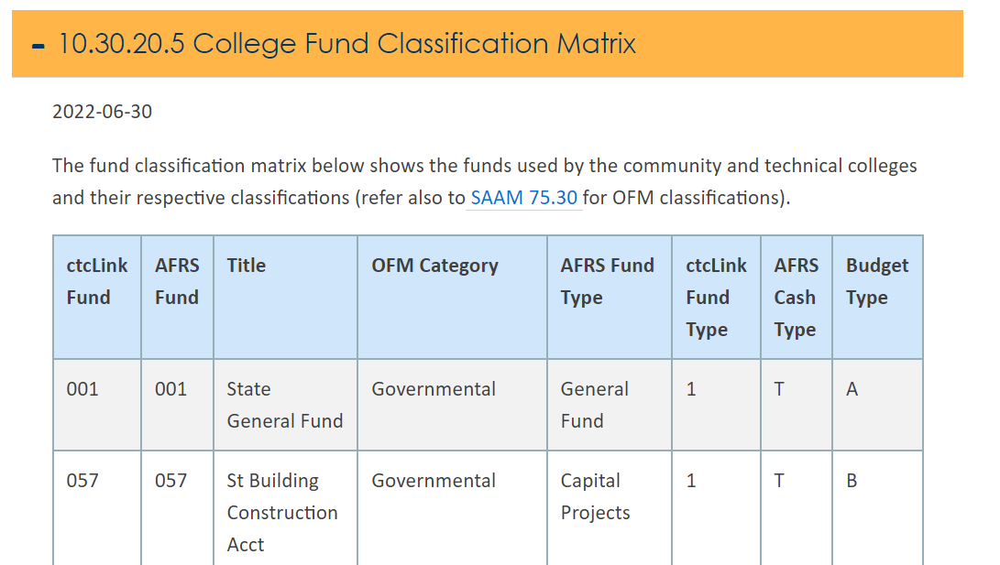 - 10.30.20.5 College Fund Classification Matrix
2022-06-30
The fund classification matrix below shows the funds used by the community and technical colleges
and their respective classifications (refer also to SAAM 75.30 for OFM classifications).
ctcLink Fund AFRS Fund Title OFM Category AFRS Fund Type ctcLink Fund Type AFRS Cash Type Budget Type
001 001 State General Fund Governmental General Fund 1 T A
057 057 St Building Construction Acct Governmental Capital Projects 1 T B